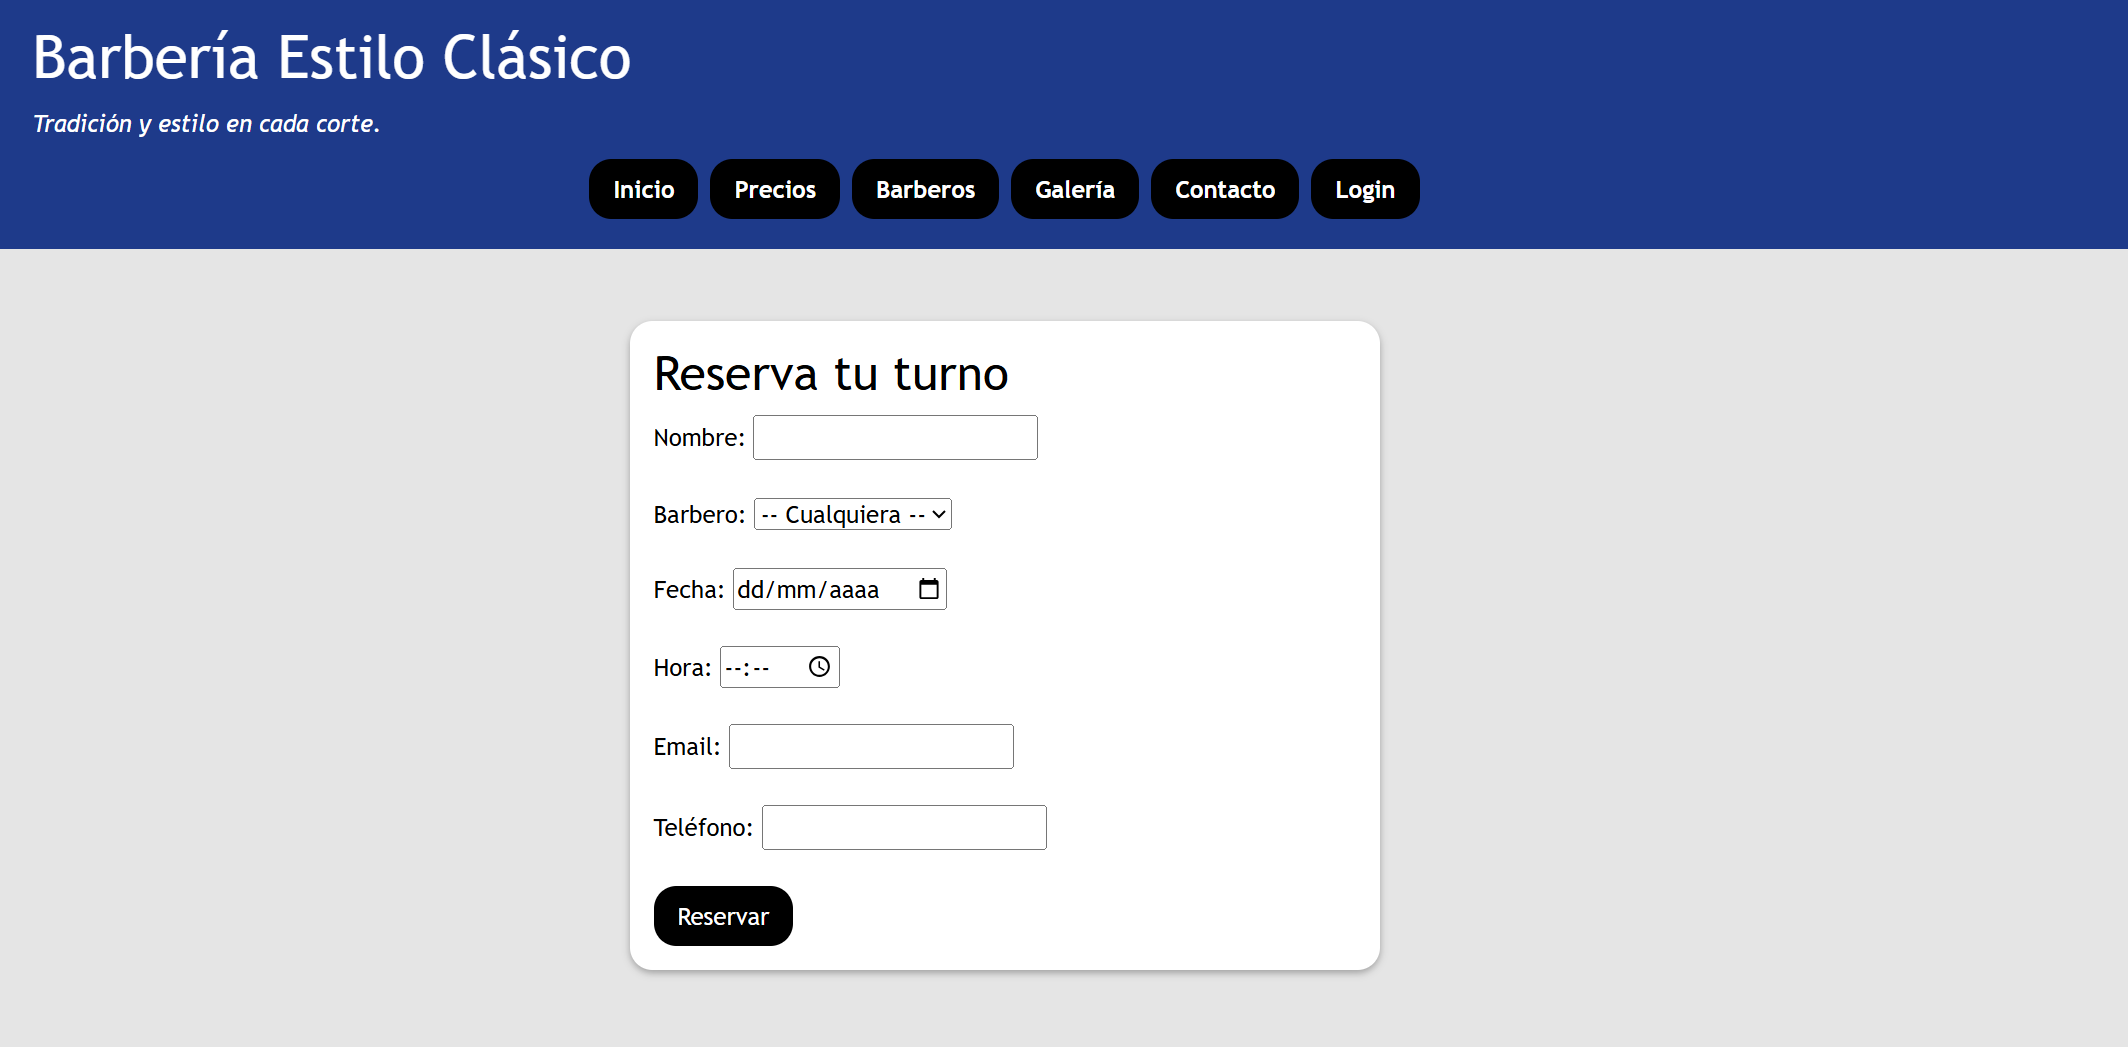 Barbería Estilo Clásico
Tradición y estilo en cada corte.
Inicio Precios Barberos Galería Contacto Login
Reserva tu turno
Nombre:
Barbero: -- Cualquiera --
Fecha: dd/mm/aaaa
Hora: --:--
Email:
Teléfono:
Reservar